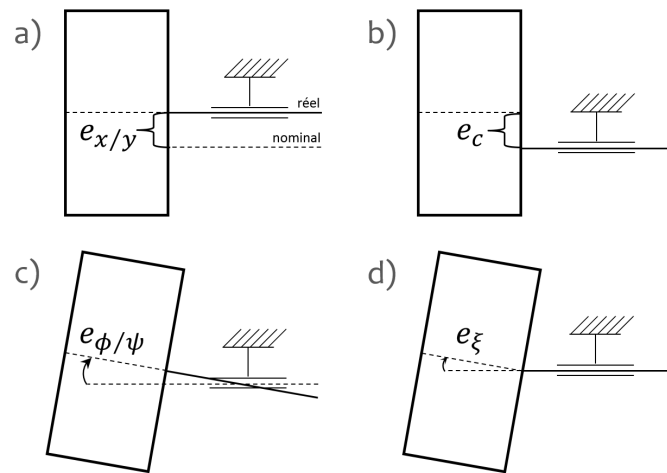 a)
réel
e_{x/y}
nominal
b)
e_c
c)
e_{ϕ/ψ}
d)
e_ξ